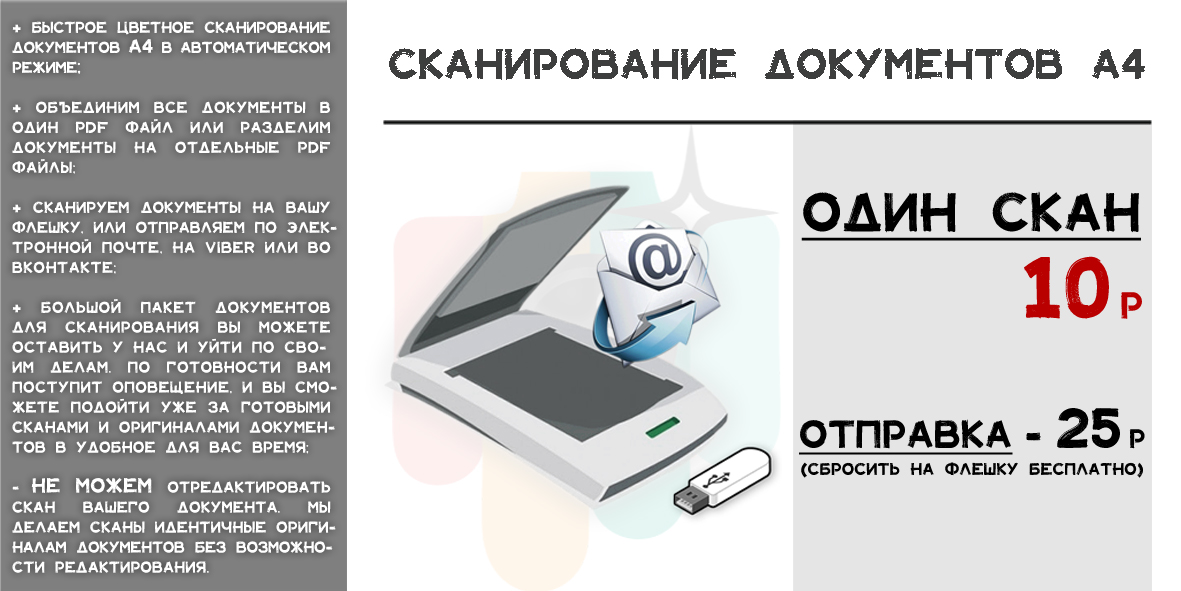 + БЫСТРОЕ ЦВЕТНОЕ СКАНИРОВАНИЕ
ДОКУМЕНТОВ А4 В АВТОМАТИЧЕСКОМ
РЕЖИМЕ;
+ ОБЪЕДИНИМ ВСЕ ДОКУМЕНТЫ В
ОДИН PDF ФАЙЛ ИЛИ РАЗДЕЛИМ
ДОКУМЕНТЫ НА ОТДЕЛЬНЫЕ PDF
ФАЙЛЫ;
+ СКАНИРУЕМ ДОКУМЕНТЫ НА ВАШУ
ФЛЕШКУ, ИЛИ ОТПРАВЛЯЕМ ПО ЭЛЕК-
ТРОННОЙ ПОЧТЕ, НА VIBER ИЛИ ВО
ВКОНТАКТЕ;
+ БОЛЬШОЙ ПАКЕТ ДОКУМЕНТОВ
ДЛЯ СКАНИРОВАНИЯ ВЫ МОЖЕТЕ
ОСТАВИТЬ У НАС И УЙТИ ПО СВО-
ИМ ДЕЛАМ, ПО ГОТОВНОСТИ ВАМ
ПОСТУПИТ ОПОВЕЩЕНИЕ, И ВЫ СМО-
ЖЕТЕ ПОДОЙТИ УЖЕ ЗА ГОТОВЫМИ
СКАНАМИ И ОРИГИНАЛАМИ ДОКУМЕН-
ТОВ В УДОБНОЕ ДЛЯ ВАС ВРЕМЯ;
- НЕ МОЖЕМ ОТРЕДАКТИРОВАТЬ
СКАН ВАШЕГО ДОКУМЕНТА. МЫ
ДЕЛАЕМ СКАНЫ ИДЕНТИЧНЫЕ ОРИГИ-
НАЛАМ ДОКУМЕНТОВ БЕЗ ВОЗМОЖНО-
СТИ РЕДАКТИРОВАНИЯ.
СКАНИРОВАНИЕ ДОКУМЕНТОВ А4
ОДИН СКАН
10 Р
ОТПРАВКА - 25 Р
(СБРОСИТЬ НА ФЛЕШКУ БЕСПЛАТНО)
@